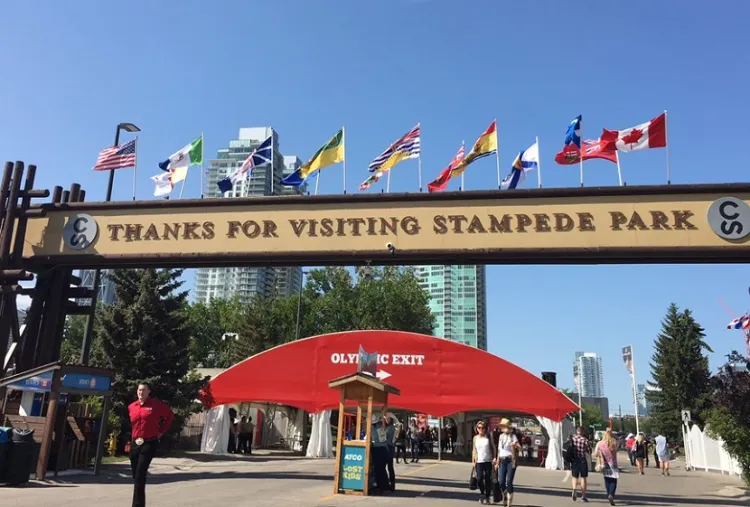 CS THANKS FOR VISITING STAMPEDE PARK CS
OLYMPIC EXIT
ATCO
LOST
KIDS